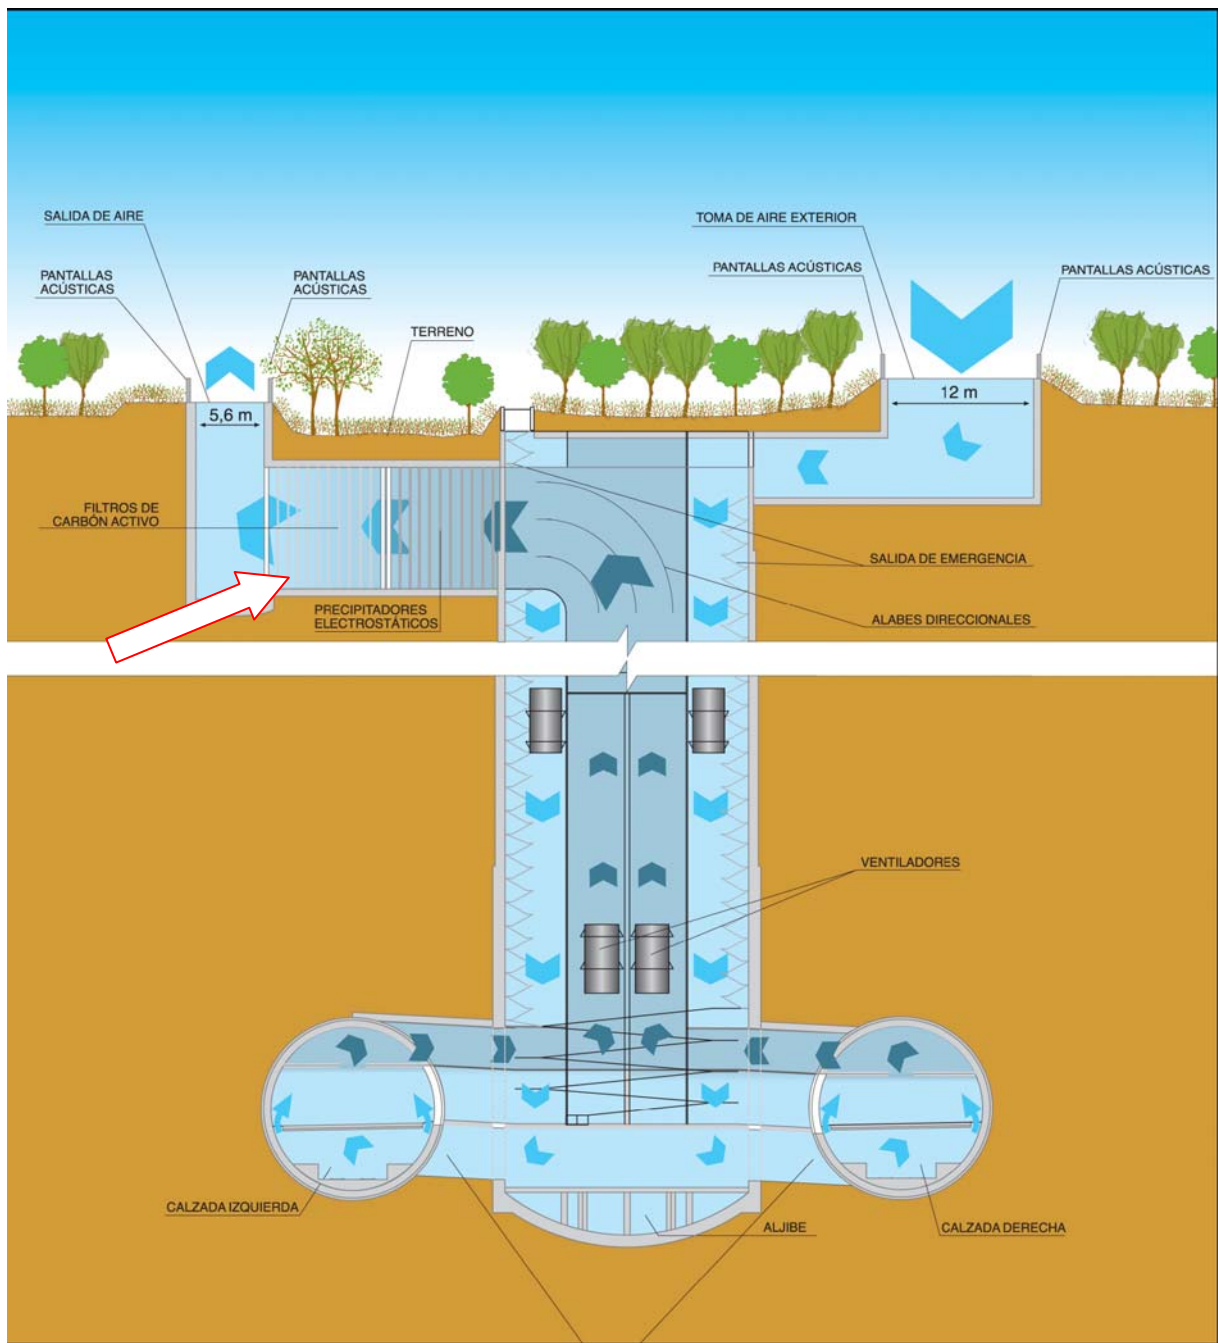 SALIDA DE AIRE
TOMA DE AIRE EXTERIOR
PANTALLAS
ACÚSTICAS
PANTALLAS
ACÚSTICAS
PANTALLAS ACÚSTICAS
PANTALLAS ACÚSTICAS
TERRENO
5,6 m
12 m
FILTROS DE
CARBÓN ACTIVO
SALIDA DE EMERGENCIA
PRECIPITADORES
ELECTROSTÁTICOS
ALABES DIRECCIONALES
VENTILADORES
CALZADA IZQUIERDA
ALJIBE
CALZADA DERECHA